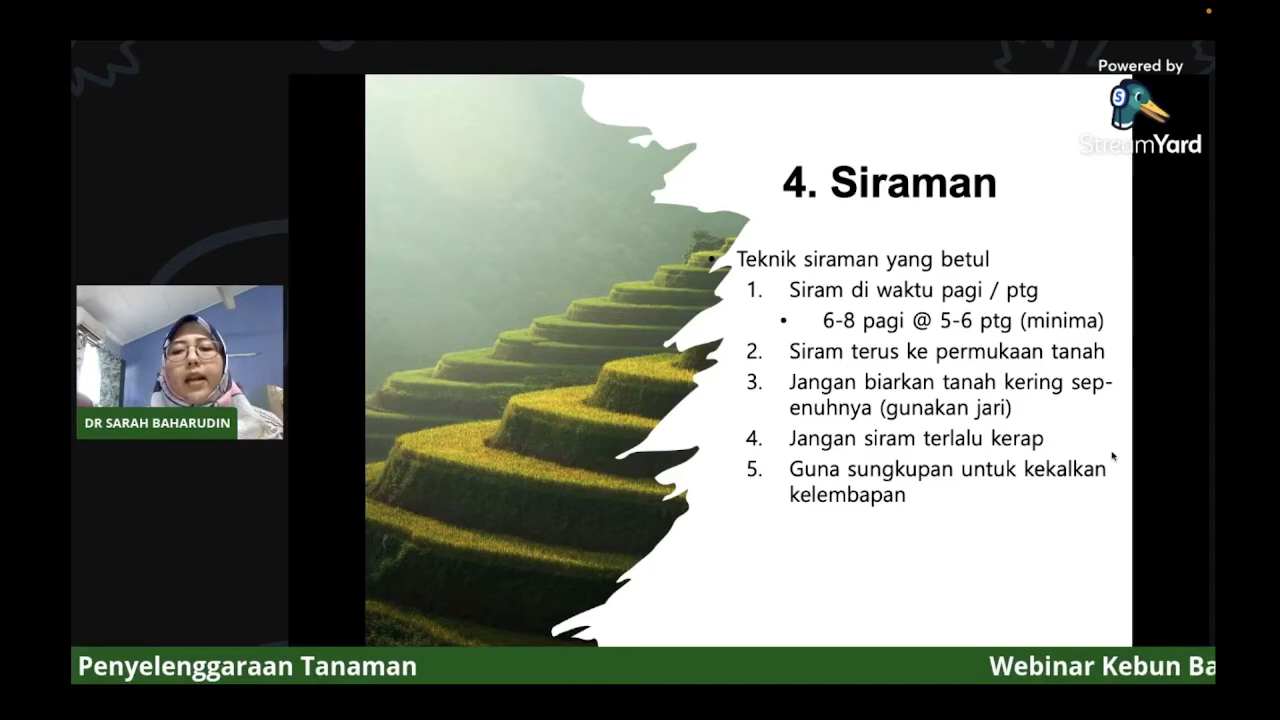 Powered by
StreamYard
4. Siraman
• Teknik siraman yang betul
1. Siram di waktu pagi / ptg
• 6-8 pagi @ 5-6 ptg (minima)
2. Siram terus ke permukaan tanah
3. Jangan biarkan tanah kering sep-
enuhnya (gunakan jari)
4. Jangan siram terlalu kerap
5. Guna sungkupan untuk kekalkan
kelembapan
DR SARAH BAHARUDIN
Penyelenggaraan Tanaman
Webinar Kebun Ba